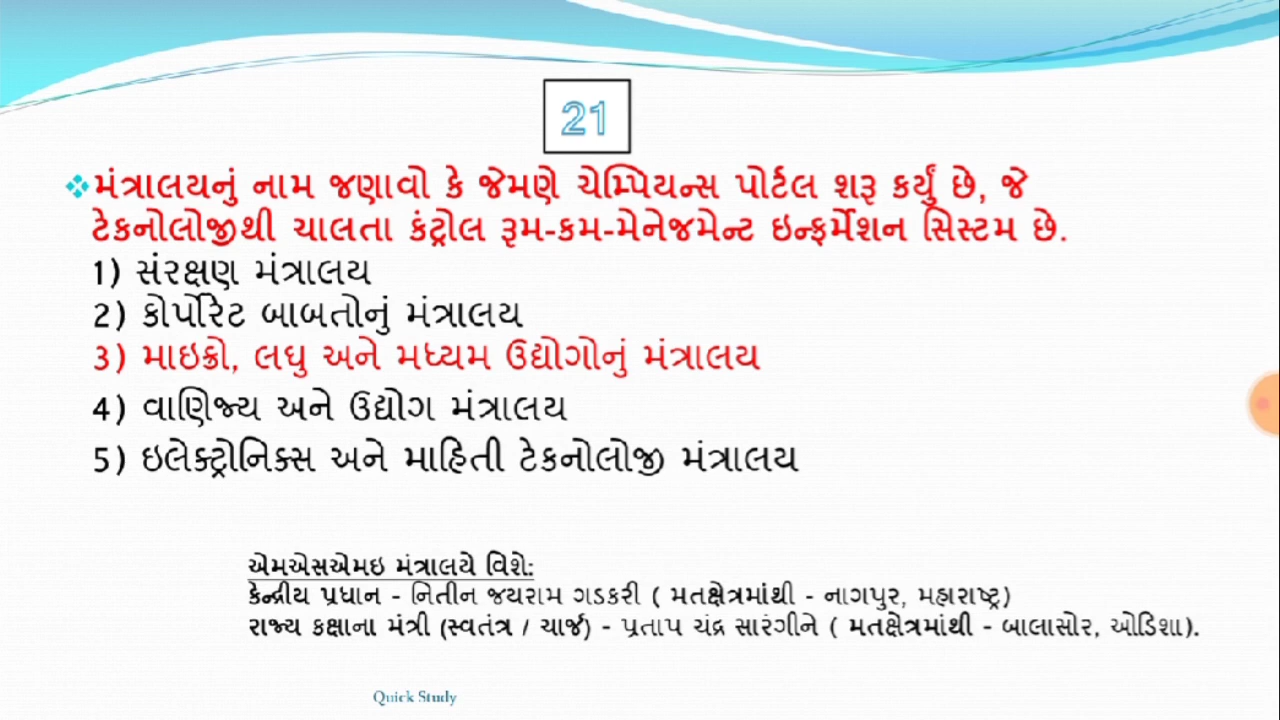 21
મંત્રાલયનું નામ જણાવો કે જેમણે ચેમ્પિયન્સ પોર્ટલ શરૂ કર્યું છે, જે
ટેકનોલોજીથી ચાલતા કંટ્રોલ રૂમ-કમ-મેનેજમેન્ટ ઇન્ફર્મેશન સિસ્ટમ છે.
1) સંરક્ષણ મંત્રાલય
2) કોર્પોરેટ બાબતોનું મંત્રાલય
3) માઇક્રો, લઘુ અને મધ્યમ ઉદ્યોગોનું મંત્રાલય
4) વાણિજ્ય અને ઉદ્યોગ મંત્રાલય
5) ઇલેક્ટ્રોનિક્સ અને માહિતી ટેકનોલોજી મંત્રાલય
એમએસએમઇ મંત્રાલયે વિશે:
કેન્દ્રીય પ્રધાન - નિતીન જયરામ ગડકરી ( મતક્ષેત્રમાંથી - નાગપુર, મહારાષ્ટ્ર)
રાજ્ય કક્ષાના મંત્રી (સ્વતંત્ર / ચાર્જ) - પ્રતાપ ચંદ્ર સારંગીને ( મતક્ષેત્રમાંથી - બાલાસોર, ઓડિશા).
Quick Study